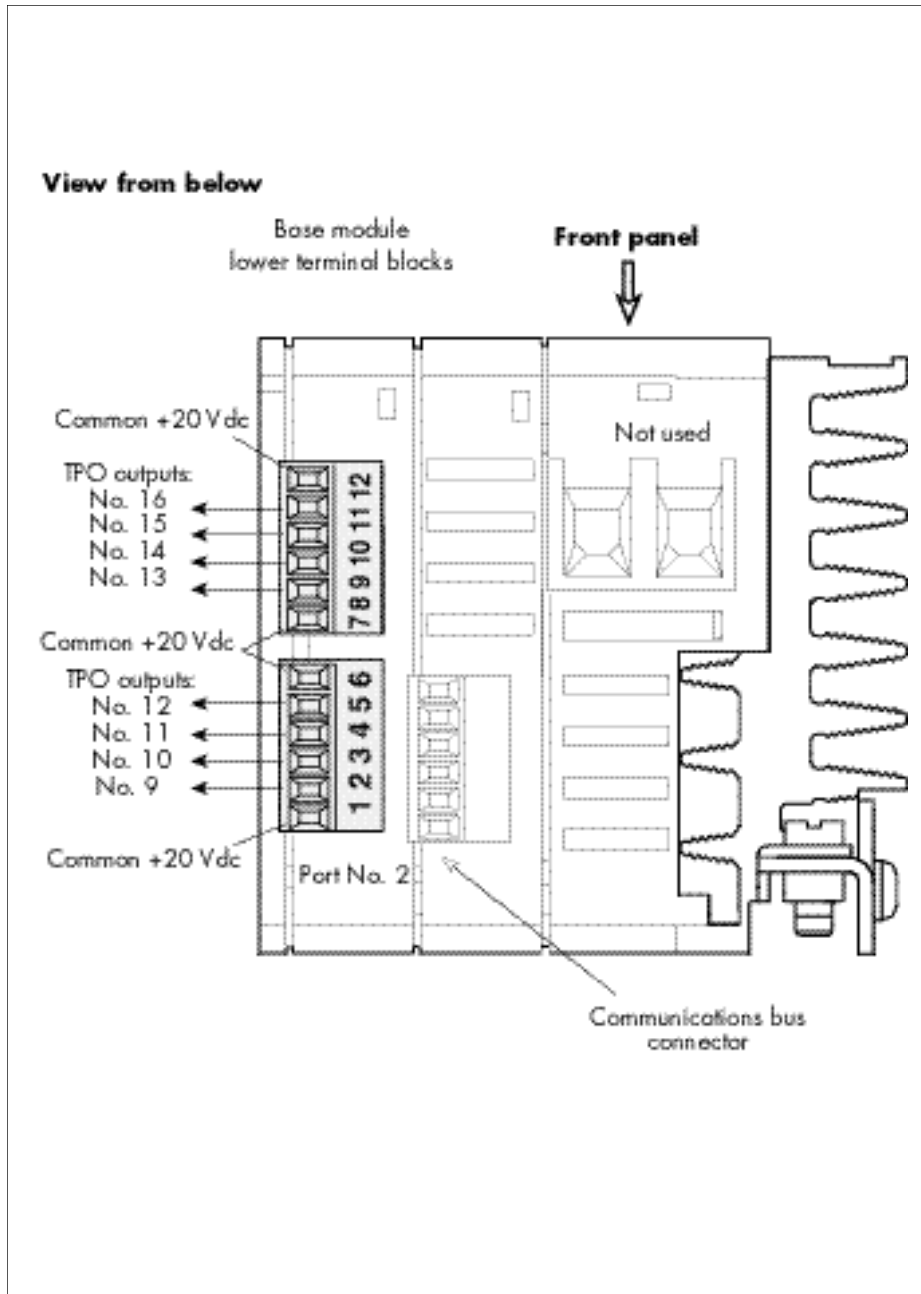 View from below
Base module
lower terminal blocks
Front panel
Common +20 Vdc
Not used
TPO outputs:
No. 16
No. 15
No. 14
No. 13
12
11
10
9
8
7
Common +20 Vdc
TPO outputs:
No. 12
No. 11
No. 10
No. 9
6
5
4
3
2
1
Common +20 Vdc
Port No. 2
Communications bus
connector